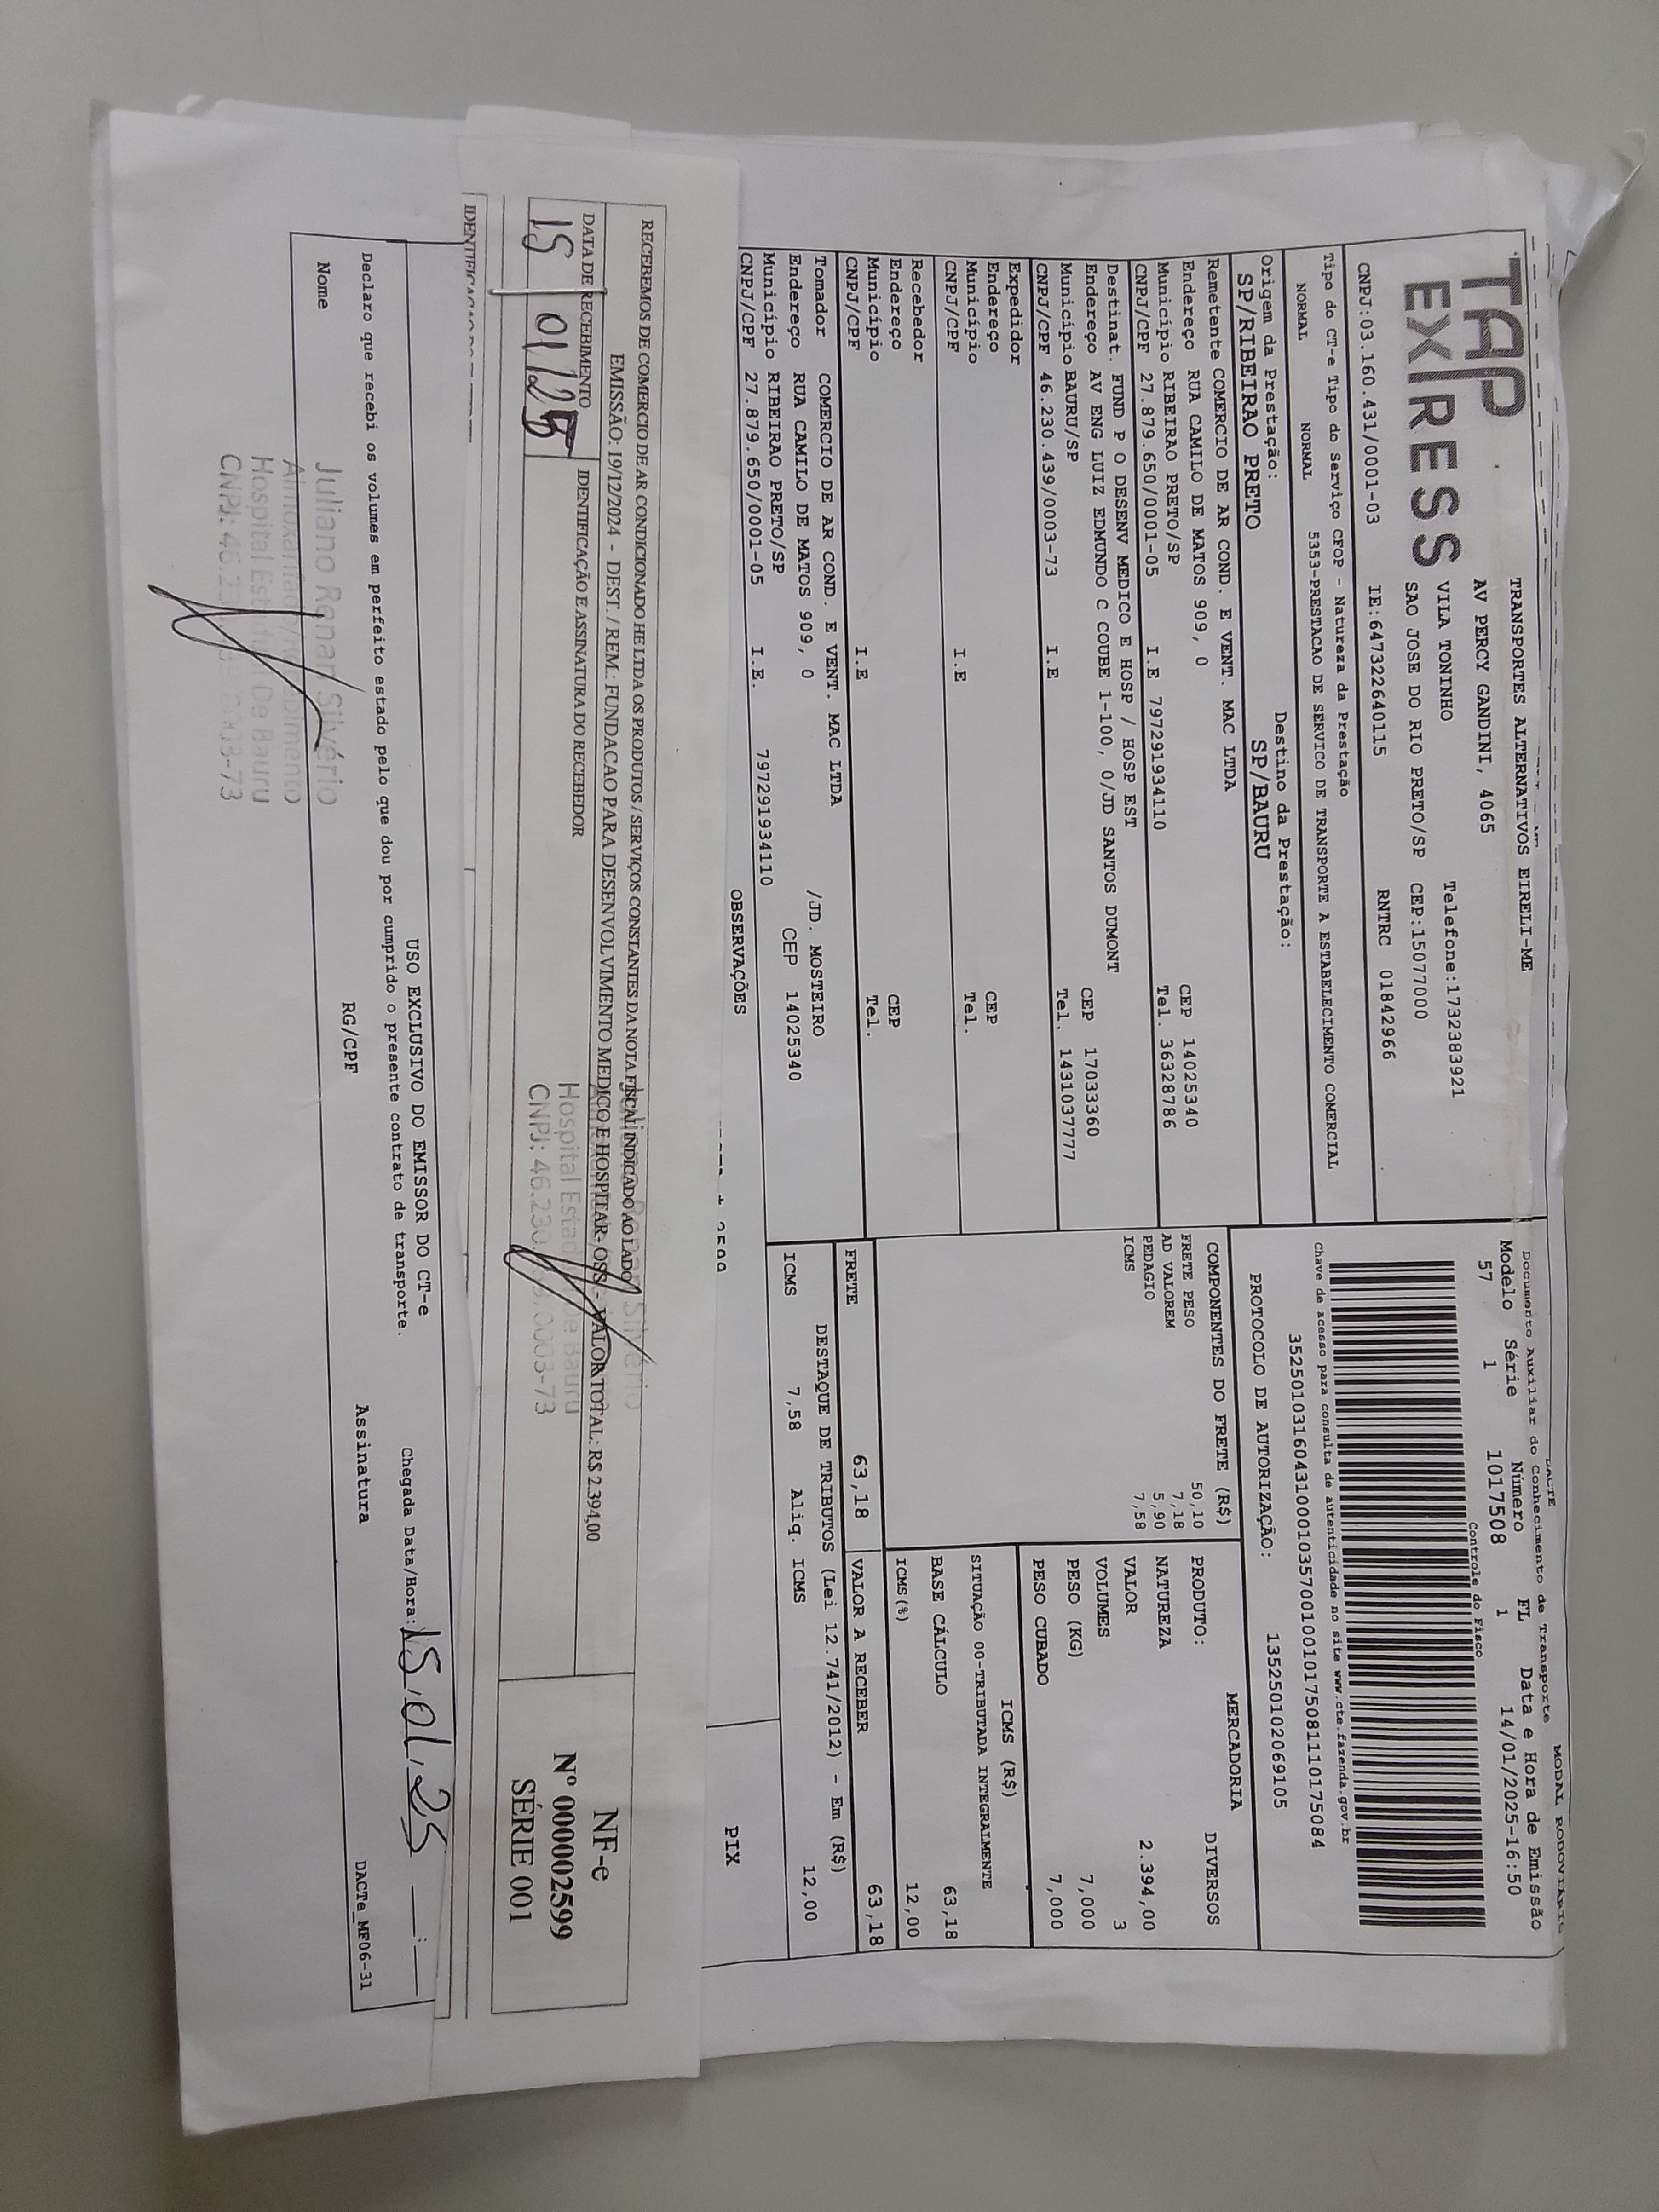 TAP EXPRESS
TRANSPORTES ALTERNATIVOS EIRELI-ME
AV PERCY GANDINI, 4065
VILA TONINHO Telefone:1732383921
SAO JOSE DO RIO PRETO/SP CEP:15077000
CNPJ:03.160.431/0001-03 IE:647322640115 RNTRC 01842966
Tipo do CT-e Tipo do Serviço CFOP - Natureza da Prestação
NORMAL NORMAL 5353-PRESTACAO DE SERVICO DE TRANSPORTE A ESTABELECIMENTO COMERCIAL
Origem da Prestação: Destino da Prestação:
SP/RIBEIRAO PRETO SP/BAURU
Remetente COMERCIO DE AR COND. E VENT. MAC LTDA
Endereço RUA CAMILO DE MATOS 909, 0 CEP 14025340
Município RIBEIRAO PRETO/SP Tel. 36328786
CNPJ/CPF 27.879.650/0001-05 I.E 797291934110
Destinat. FUND P O DESENV MEDICO E HOSP / HOSP EST
Endereço AV ENG LUIZ EDMUNDO C COUBE 1-100, 0/JD SANTOS DUMONT CEP 17033360
Município BAURU/SP Tel. 1431037777
CNPJ/CPF 46.230.439/0003-73 I.E
Expedidor
Endereço CEP
Município Tel.
CNPJ/CPF I.E
Recebedor
Endereço CEP
Município Tel.
CNPJ/CPF I.E
Tomador COMERCIO DE AR COND. E VENT. MAC LTDA
Endereço RUA CAMILO DE MATOS 909, 0 /JD. MOSTEIRO
Município RIBEIRAO PRETO/SP CEP 14025340
CNPJ/CPF 27.879.650/0001-05 I.E. 797291934110
OBSERVAÇÕES
DACTE MODAL RODOVIÁRIO
Documento Auxiliar do Conhecimento de Transporte
Modelo Série Número FL Data e Hora de Emissão
57 1 1017508 1 14/01/2025-16:50
Controle do Fisco
Chave de acesso para consulta de autenticidade no site www.cte.fazenda.gov.br
35250103160431000103570010010175081110175084
PROTOCOLO DE AUTORIZAÇÃO: 135250102069105
COMPONENTES DO FRETE (R$)
FRETE PESO 50,10
AD VALOREM 7,18
PEDAGIO 5,90
ICMS 7,58
MERCADORIA
PRODUTO: DIVERSOS
NATUREZA
VALOR 2.394,00
VOLUMES 3
PESO (KG) 7,000
PESO CUBADO 7,000
ICMS (R$)
SITUAÇÃO 00-TRIBUTADA INTEGRALMENTE
BASE CÁLCULO 63,18
ICMS(%) 12,00
FRETE 63,18 VALOR A RECEBER 63,18
DESTAQUE DE TRIBUTOS (Lei 12.741/2012) - Em (R$)
ICMS 7,58 Aliq. ICMS 12,00
PIX
RECEBEMOS DE COMERCIO DE AR CONDICIONADO HE LTDA OS PRODUTOS / SERVIÇOS CONSTANTES DA NOTA FISCAL INDICADO AO LADO
EMISSÃO: 19/12/2024 - DEST. / REM.: FUNDACAO PARA DESENVOLVIMENTO MEDICO E HOSPITAR- OSS - VALOR TOTAL: R$ 2.394,00
DATA DE RECEBIMENTO IDENTIFICAÇÃO E ASSINATURA DO RECEBEDOR
15 01/25
Hospital Estad De Bauru
CNPJ: 46.230. 0003-73
NF-e
Nº 000002599
SÉRIE 001
USO EXCLUSIVO DO EMISSOR DO CT-e
Declaro que recebi os volumes em perfeito estado pelo que dou por cumprido o presente contrato de transporte. Chegada Data/Hora: 15.01.25 __:__
Nome RG/CPF Assinatura DACTe_MF06-31
Juliano Renan Silvério
Hospital Estadual De Bauru
CNPJ: 46.23 0003-73